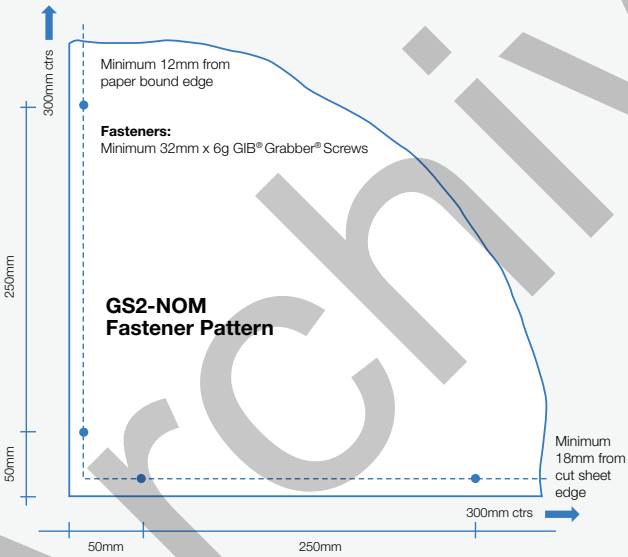 300mm ctrs
Minimum 12mm from
paper bound edge
Fasteners:
Minimum 32mm x 6g GIB® Grabber® Screws
250mm
GS2-NOM
Fastener Pattern
50mm
Minimum
18mm from
cut sheet
edge
300mm ctrs
50mm
250mm
rchiv